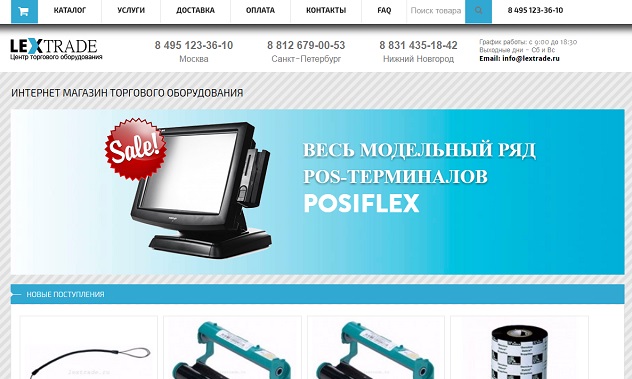 КАТАЛОГ УСЛУГИ ДОСТАВКА ОПЛАТА КОНТАКТЫ FAQ Поиск товара 8 495 123-36-10
LEXTRADE
Центр торгового оборудования
8 495 123-36-10 8 812 679-00-53 8 831 435-18-42
Москва Санкт-Петербург Нижний Новгород
График работы: с 9:00 до 18:30
Выходные дни - Сб и Вс
Email: info@lextrade.ru
ИНТЕРНЕТ МАГАЗИН ТОРГОВОГО ОБОРУДОВАНИЯ
Sale!
ВЕСЬ МОДЕЛЬНЫЙ РЯД
POS-ТЕРМИНАЛОВ
POSIFLEX
НОВЫЕ ПОСТУПЛЕНИЯ